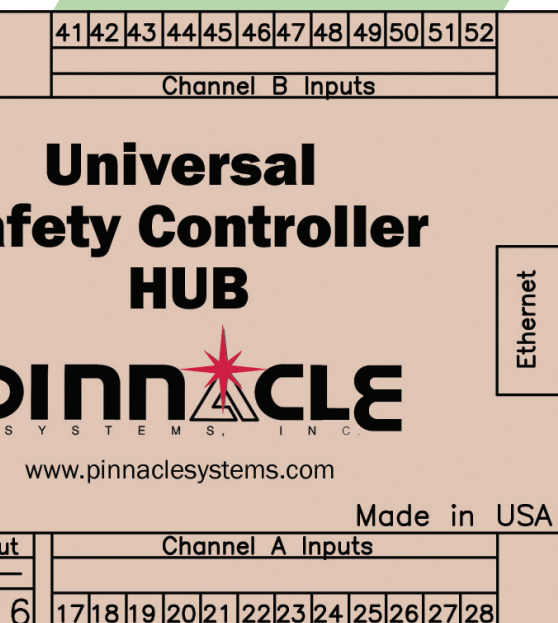 41 42 43 44 45 46 47 48 49 50 51 52
Channel B Inputs
Universal
afety Controller
HUB
Ethernet
PINNACLE
SYSTEMS, INC.
www.pinnaclesystems.com
Made in USA
ut
Channel A Inputs
6 17 18 19 20 21 22 23 24 25 26 27 28